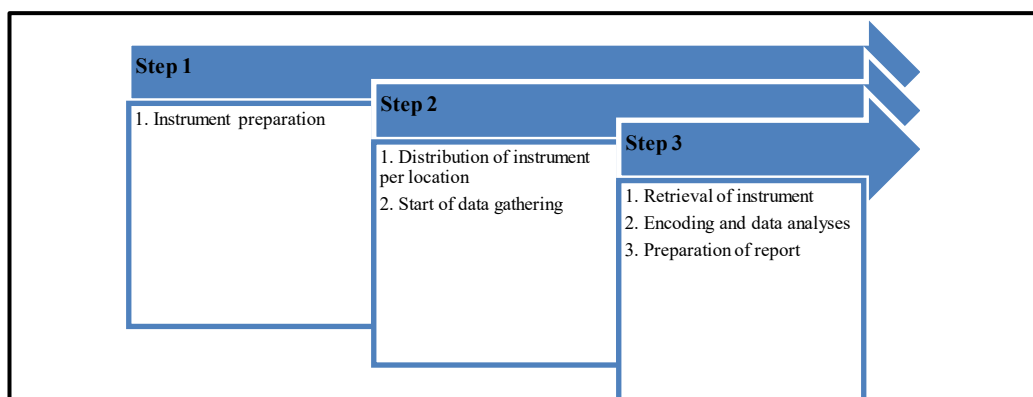 Step 1
1. Instrument preparation
Step 2
1. Distribution of instrument
per location
2. Start of data gathering
Step 3
1. Retrieval of instrument
2. Encoding and data analyses
3. Preparation of report